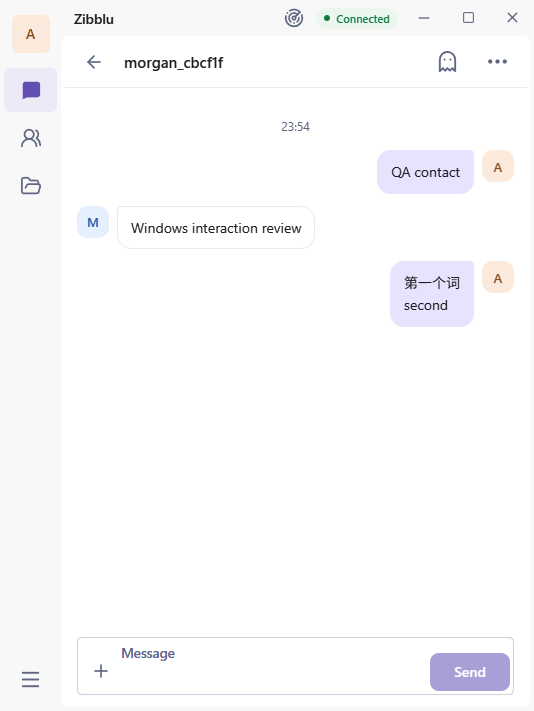 A
Zibblu
Connected
morgan_cbcf1f
23:54
QA contact
A
M
Windows interaction review
第一个词
second
A
Message
Send